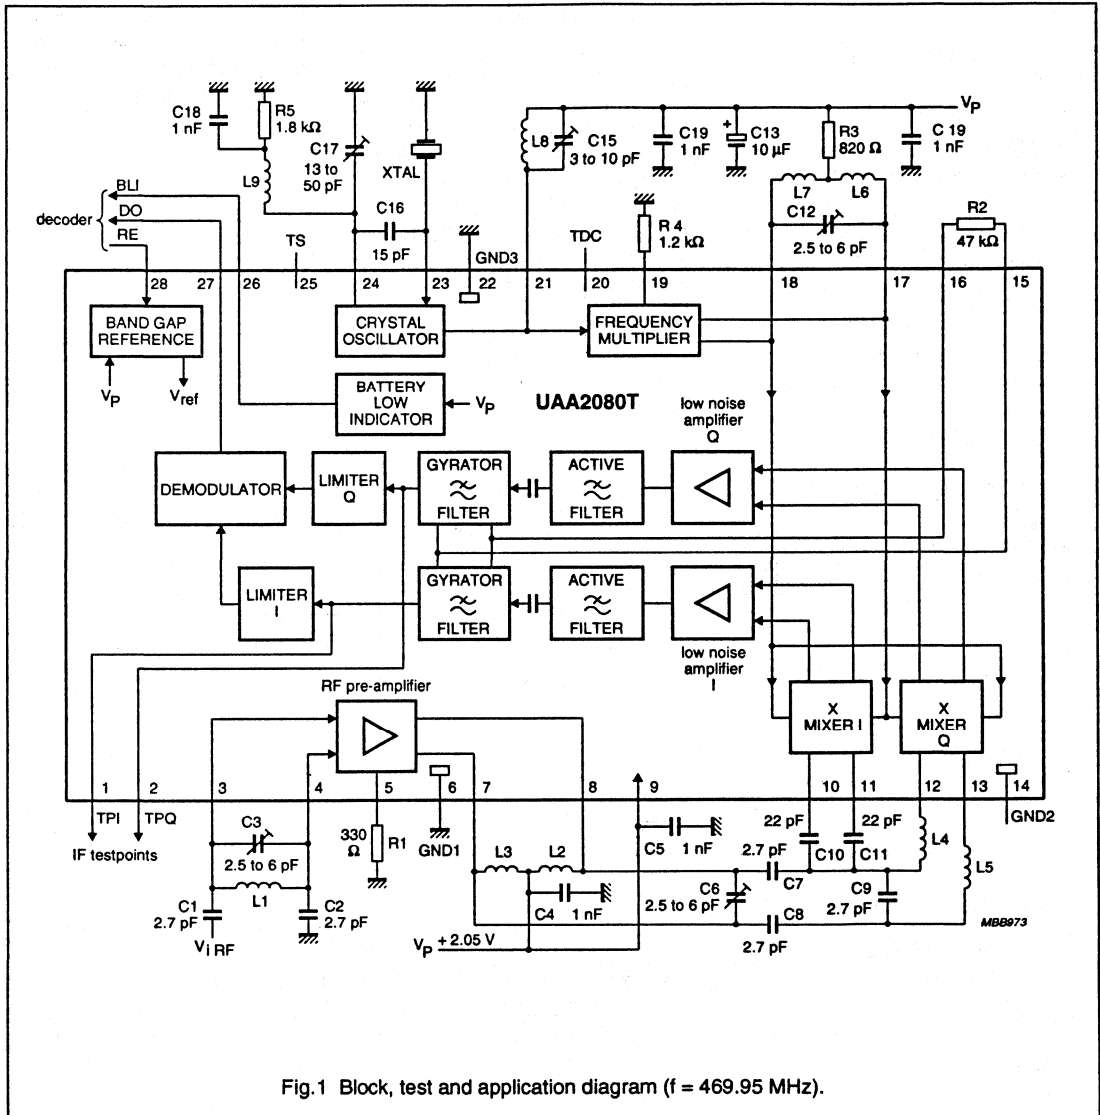 C18
1 nF
R5
1.8 kΩ
C17
13 to
50 pF
XTAL
L9
C16
15 pF
L8
C15
3 to 10 pF
C19
1 nF
+
C13
10 µF
R3
820 Ω
C 19
1 nF
VP
L7
L6
C12
2.5 to 6 pF
R2
47 kΩ
R 4
1.2 kΩ
decoder
BLI
DO
RE
TS
GND3
TDC
28
27
26
25
24
23
22
21
20
19
18
17
16
15
BAND GAP
REFERENCE
VP
Vref
CRYSTAL
OSCILLATOR
FREQUENCY
MULTIPLIER
BATTERY
LOW
INDICATOR
VP
UAA2080T
low noise
amplifier
Q
DEMODULATOR
LIMITER
Q
GYRATOR
FILTER
ACTIVE
FILTER
LIMITER
I
GYRATOR
FILTER
ACTIVE
FILTER
low noise
amplifier
I
RF pre-amplifier
X
MIXER I
X
MIXER
Q
1
2
3
4
5
6
7
8
9
10
11
12
13
14
TPI
TPQ
IF testpoints
C3
2.5 to 6 pF
L1
C1
2.7 pF
Vi RF
C2
2.7 pF
330
Ω
R1
GND1
L3
L2
C4
1 nF
C5
1 nF
VP
+ 2.05 V
C6
2.5 to 6 pF
2.7 pF
C7
C8
2.7 pF
22 pF
C10
22 pF
C11
C9
2.7 pF
L4
L5
GND2
MBB973
Fig.1 Block, test and application diagram (f = 469.95 MHz).